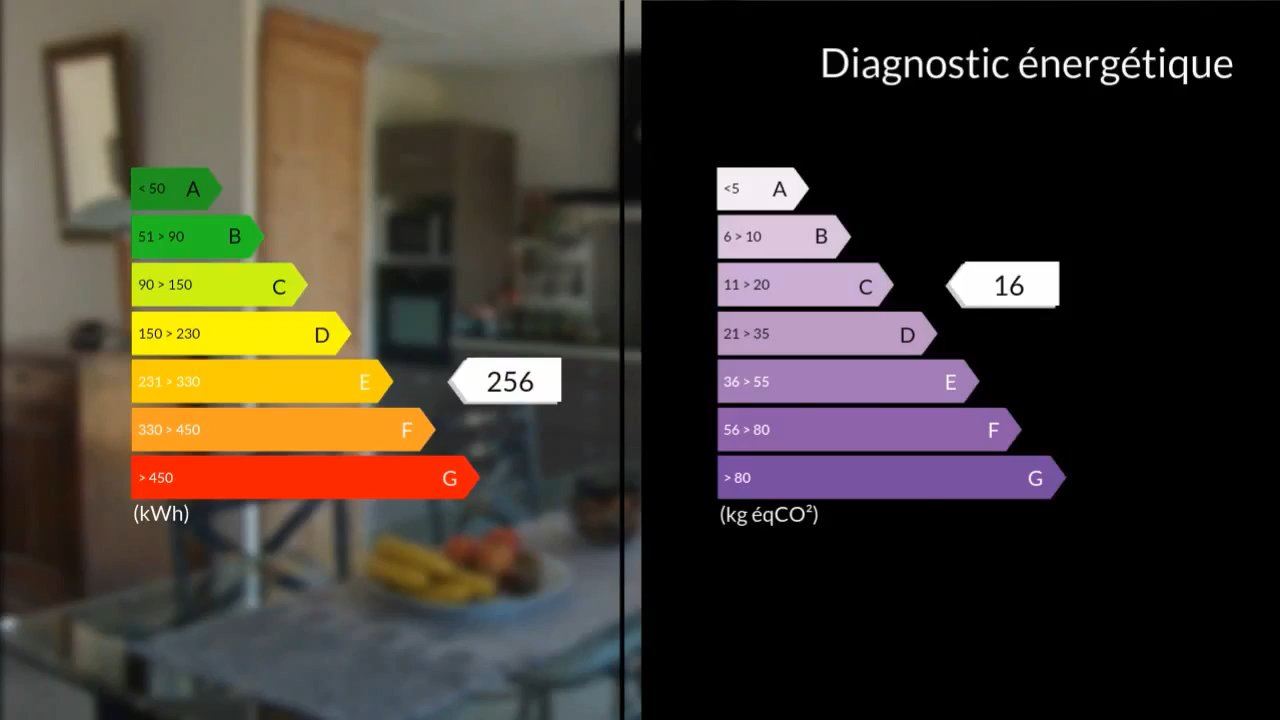 Diagnostic énergétique
< 50 A
51 > 90 B
90 > 150 C
150 > 230 D
231 > 330 E
256
330 > 450 F
> 450 G
(kWh)
<5 A
6 > 10 B
11 > 20 C
16
21 > 35 D
36 > 55 E
56 > 80 F
> 80 G
(kg éqCO²)